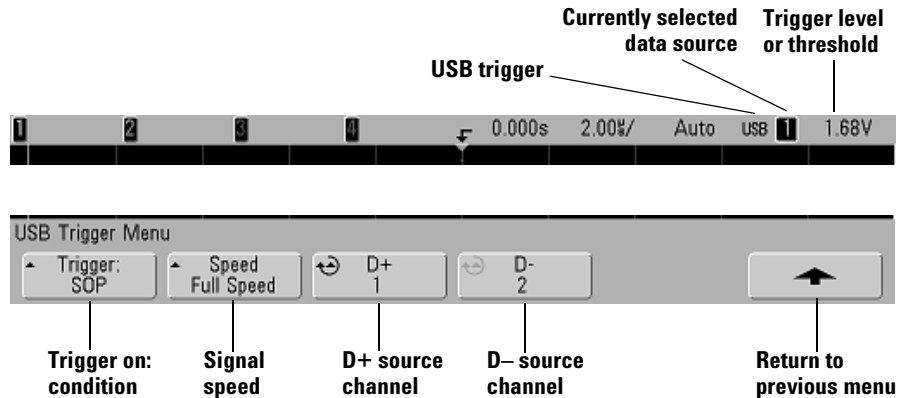 Currently selected
data source
Trigger level
or threshold
USB trigger
1 2 3 4 0.000s 2.00㎲/ Auto USB 1 1.68V
USB Trigger Menu
Trigger:
SOP
Speed
Full Speed
D+
1
D-
2
Trigger on:
condition
Signal
speed
D+ source
channel
D– source
channel
Return to
previous menu